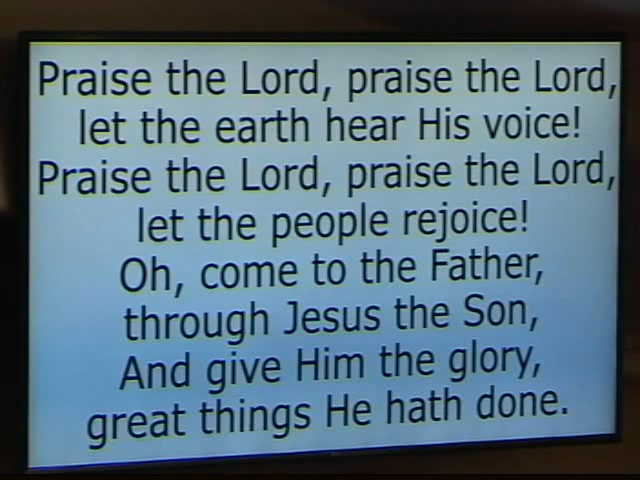 Praise the Lord, praise the Lord,
let the earth hear His voice!
Praise the Lord, praise the Lord,
let the people rejoice!
Oh, come to the Father,
through Jesus the Son,
And give Him the glory,
great things He hath done.